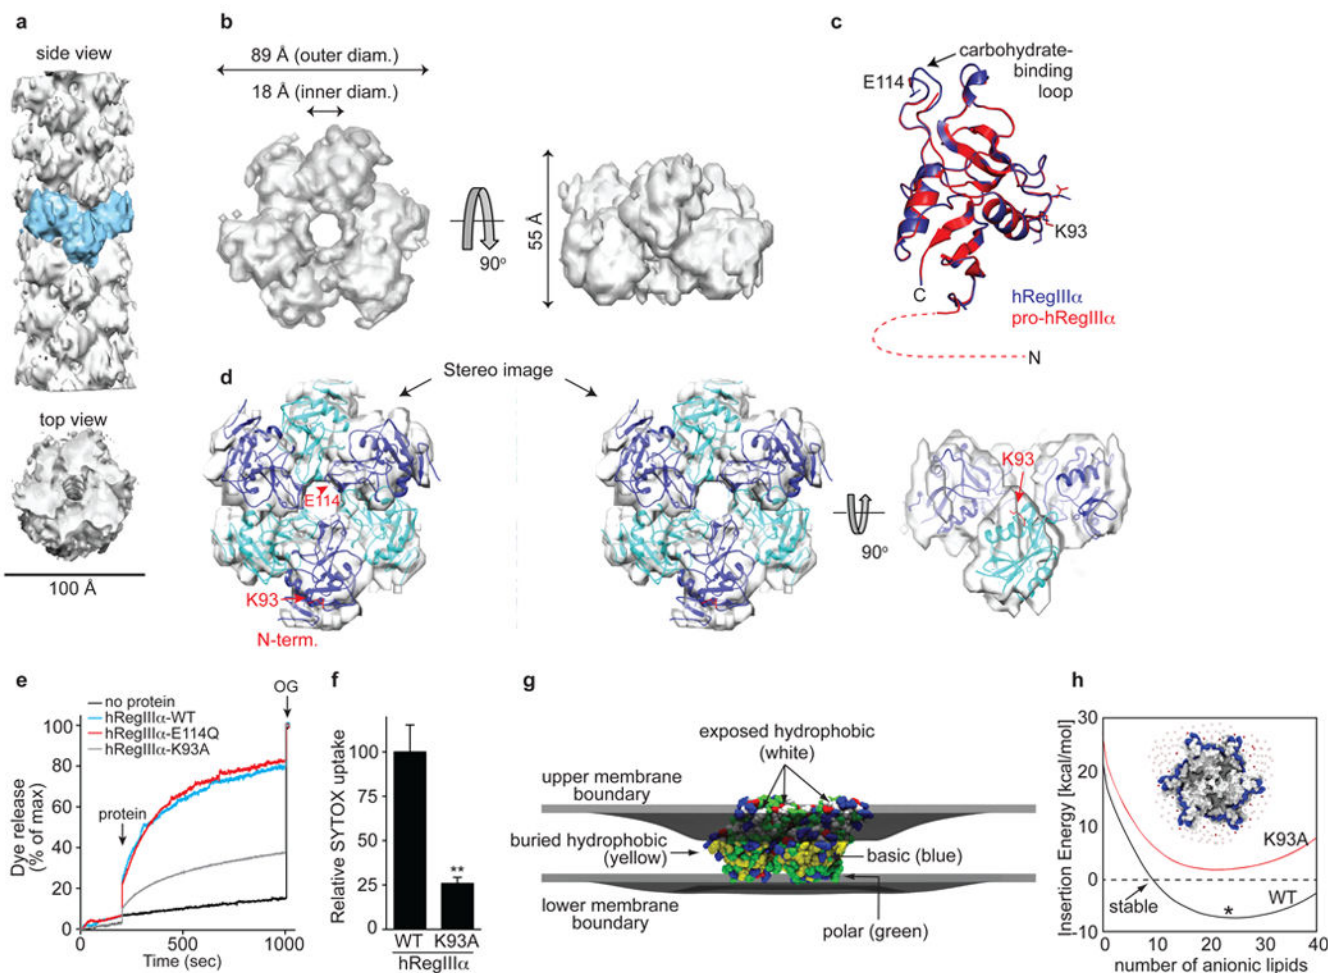 a
side view
top view
100 Å
b
89 Å (outer diam.)
18 Å (inner diam.)
90°
55 Å
c
carbohydrate-
binding
loop
E114
K93
C
hRegIIIα
pro-hRegIIIα
N
d
Stereo image
E114
K93
N-term.
K93
90°
e
OG
no protein
hRegIIIα-WT
hRegIIIα-E114Q
hRegIIIα-K93A
protein
Dye release
(% of max)
100
80
60
40
20
0
0
500
1000
Time (sec)
f
Relative SYTOX uptake
100
75
50
25
0
**
WT K93A
hRegIIIα
g
exposed hydrophobic
(white)
upper membrane
boundary
buried hydrophobic
(yellow)
basic (blue)
lower membrane
boundary
polar (green)
h
Insertion Energy [kcal/mol]
30
20
10
0
-10
K93A
stable
*
WT
0 10 20 30 40
number of anionic lipids